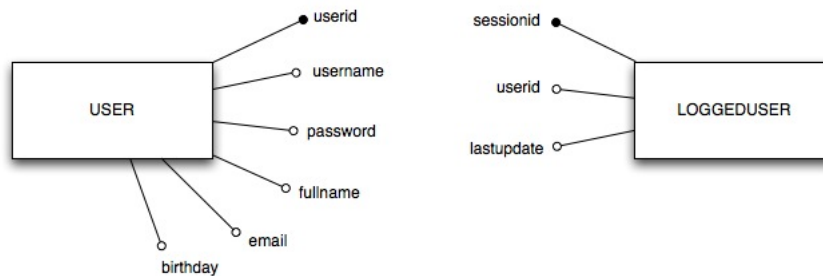 userid
username
USER
password
fullname
email
birthday
sessionid
userid
LOGGEDUSER
lastupdate